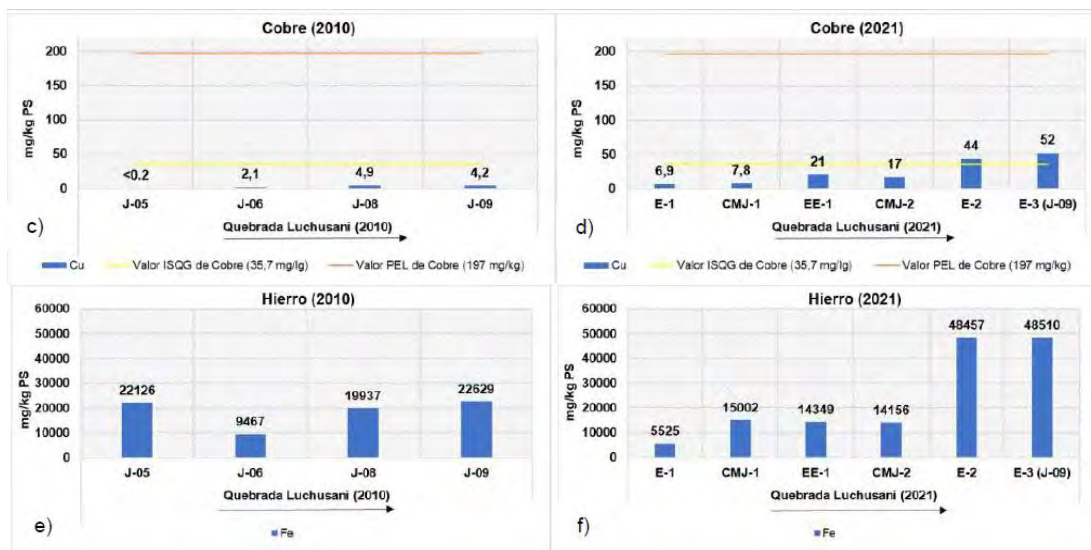 Cobre (2010)
mg/kg PS
200
150
100
50
0
<0.2
2,1
4,9
4,2
J-05 J-06 J-08 J-09
c)
Quebrada Luchusani (2010)
Cu Valor ISQG de Cobre (35,7 mg/lg) Valor PEL de Cobre (197 mg/kg)
Cobre (2021)
mg/kg PS
200
150
100
50
0
6,9
7,8
21
17
44
52
E-1 CMJ-1 EE-1 CMJ-2 E-2 E-3 (J-09)
d)
Quebrada Luchusani (2021)
Cu Valor ISQG de Cobre (35,7 mg/lg) Valor PEL de Cobre (197 mg/kg)
Hierro (2010)
mg/kg PS
60000
50000
40000
30000
20000
10000
0
22126
9467
19937
22629
J-05 J-06 J-08 J-09
Quebrada Luchusani (2010)
e)
Fe
Hierro (2021)
mg/kg PS
60000
50000
40000
30000
20000
10000
0
5525
15002
14349
14156
48457
48510
E-1 CMJ-1 EE-1 CMJ-2 E-2 E-3 (J-09)
Quebrada Luchusani (2021)
f)
Fe